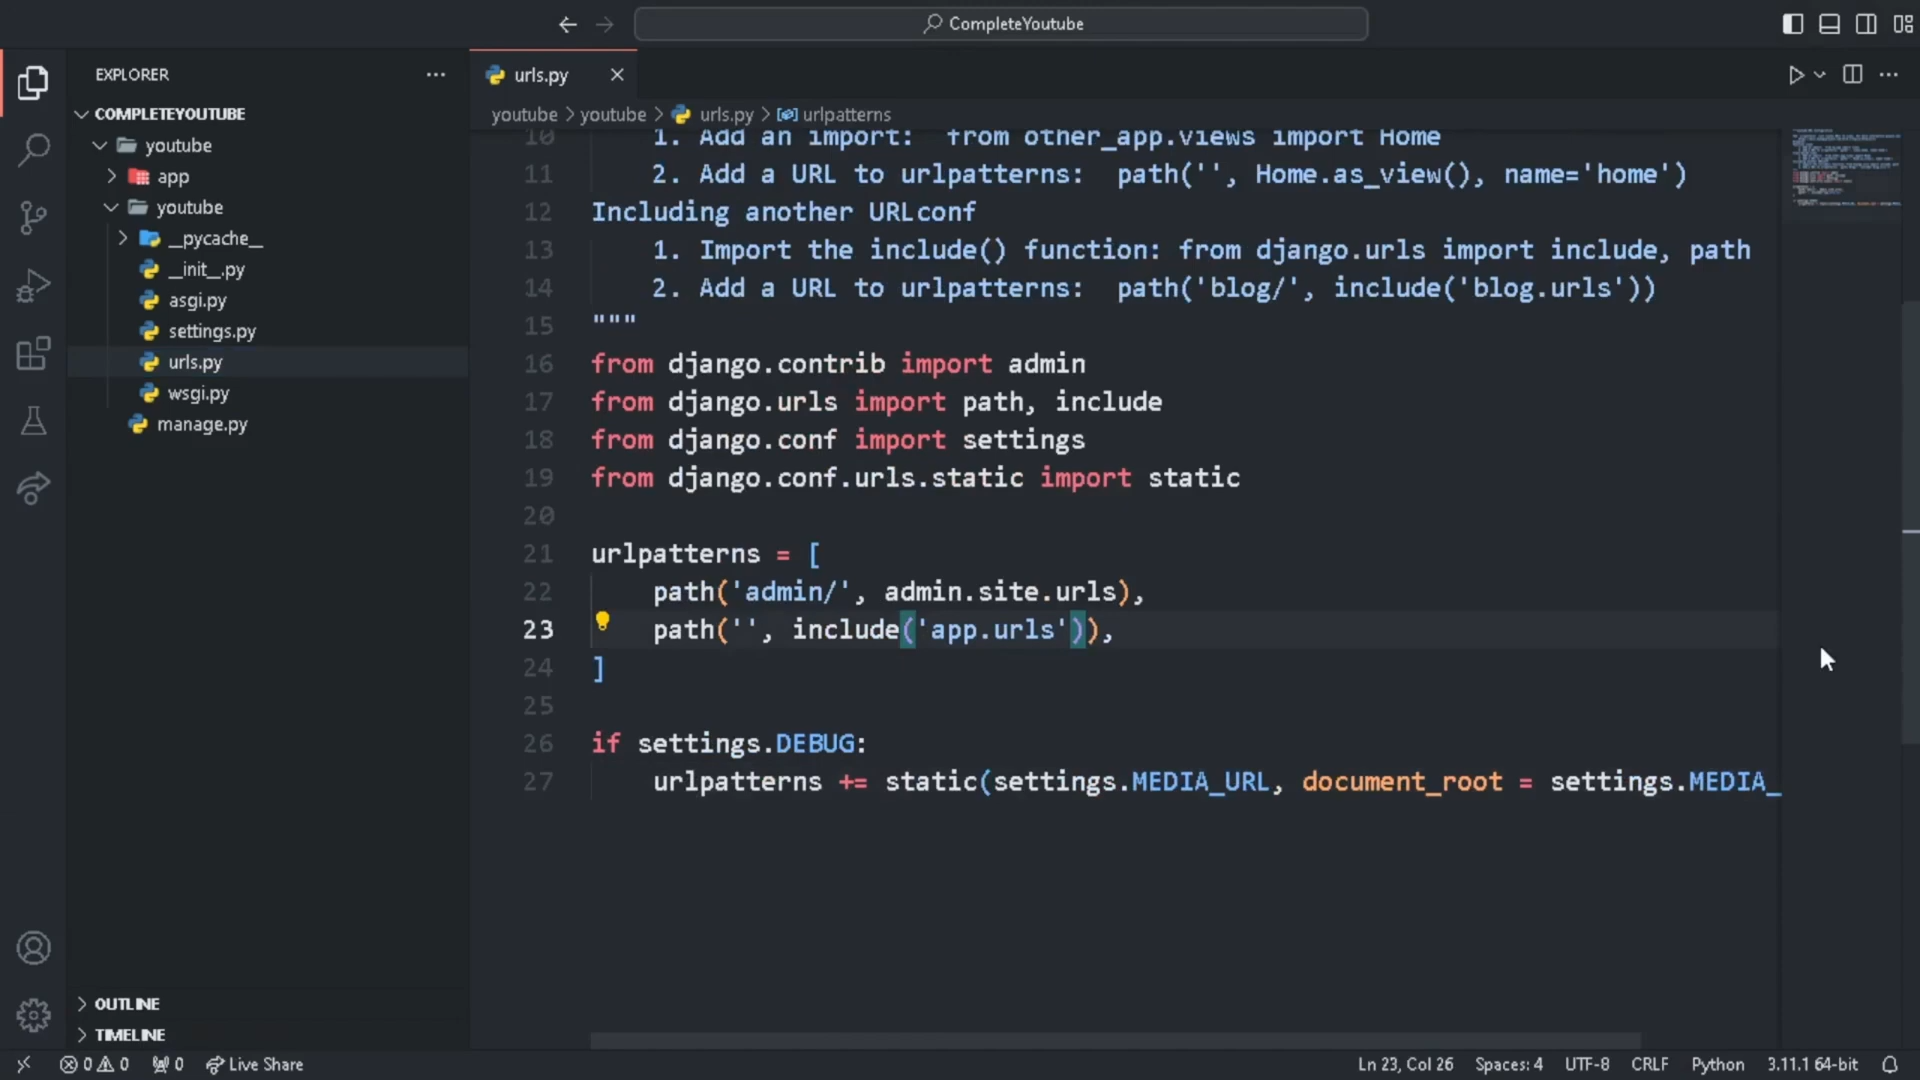 CompleteYoutube
EXPLORER
COMPLETEYOUTUBE
youtube
app
youtube
__pycache__
__init__.py
asgi.py
settings.py
urls.py
wsgi.py
manage.py
OUTLINE
TIMELINE
urls.py
youtube > youtube > urls.py > urlpatterns
10 1. Add an import:  from other_app.views import Home
11 2. Add a URL to urlpatterns:  path('', Home.as_view(), name='home')
12 Including another URLconf
13 1. Import the include() function: from django.urls import include, path
14 2. Add a URL to urlpatterns:  path('blog/', include('blog.urls'))
15 """
16 from django.contrib import admin
17 from django.urls import path, include
18 from django.conf import settings
19 from django.conf.urls.static import static
20
21 urlpatterns = [
22 path('admin/', admin.site.urls),
23 path('', include('app.urls')),
24 ]
25
26 if settings.DEBUG:
27 urlpatterns += static(settings.MEDIA_URL, document_root = settings.MEDIA_
0 0 0 Live Share
Ln 23, Col 26 Spaces: 4 UTF-8 CRLF Python 3.11.1 64-bit